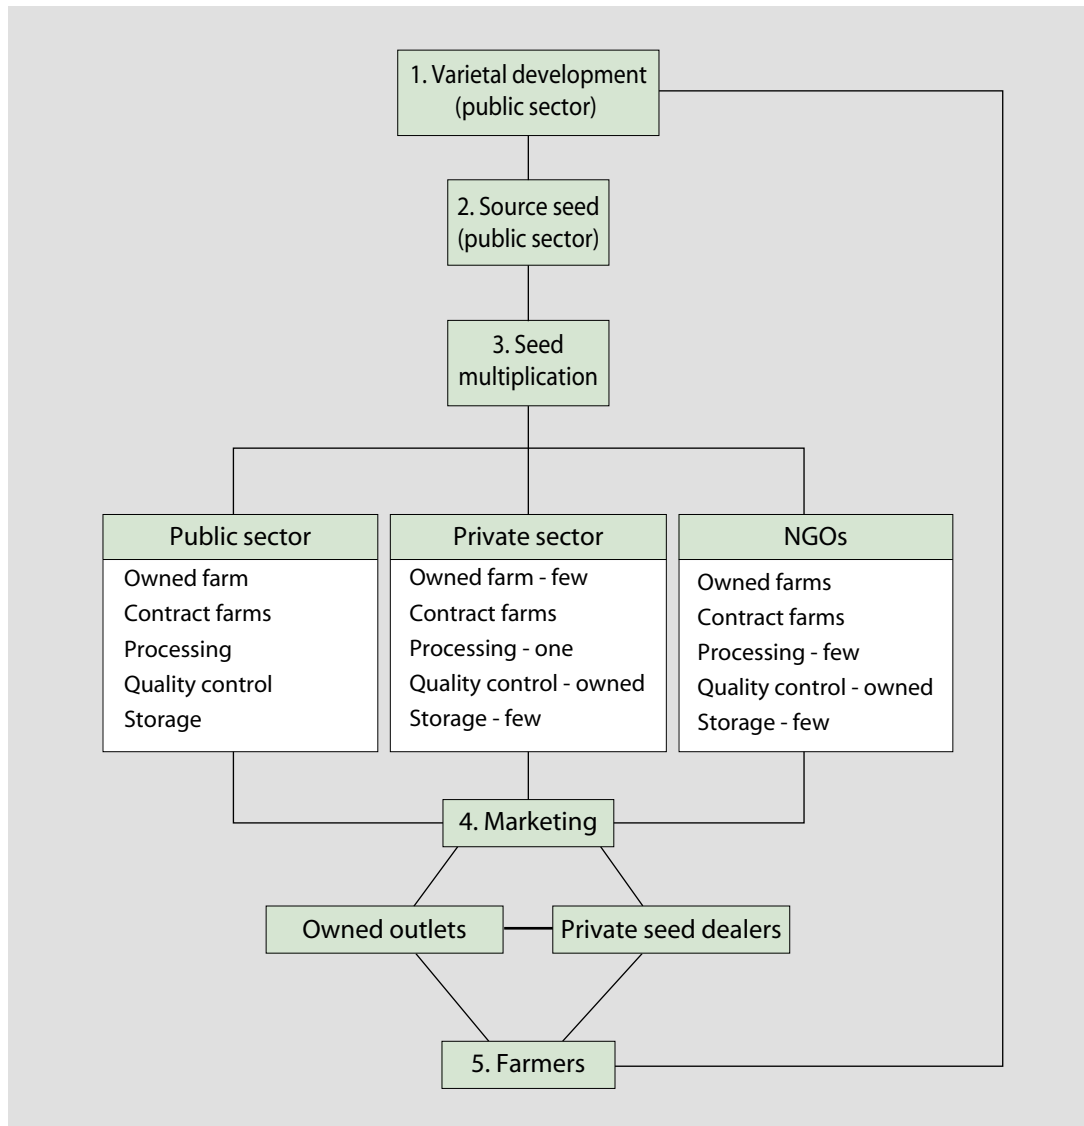 1. Varietal development
(public sector)
2. Source seed
(public sector)
3. Seed
multiplication
Public sector
Owned farm
Contract farms
Processing
Quality control
Storage
Private sector
Owned farm - few
Contract farms
Processing - one
Quality control - owned
Storage - few
NGOs
Owned farms
Contract farms
Processing - few
Quality control - owned
Storage - few
4. Marketing
Owned outlets
Private seed dealers
5. Farmers